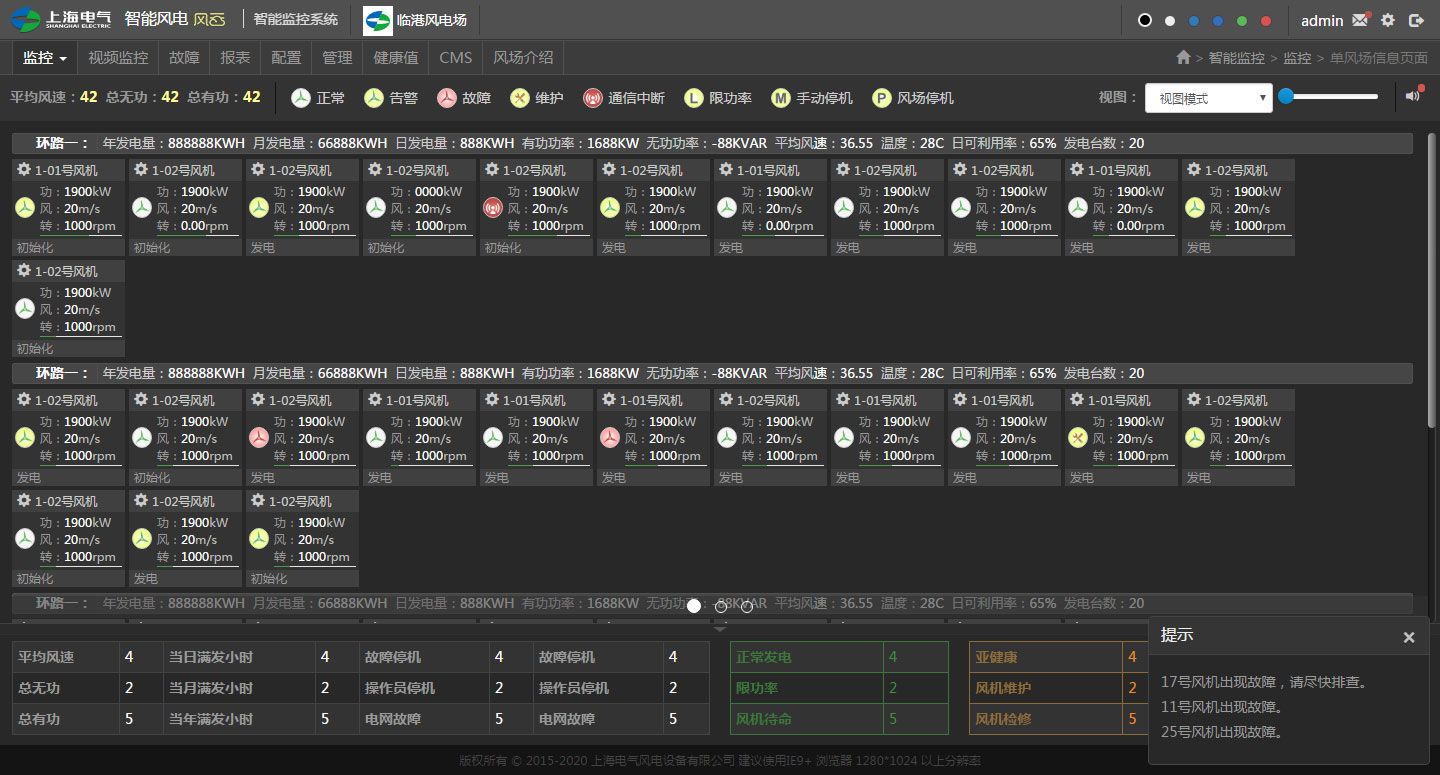 上海电气 SHANGHAI ELECTRIC 智能风电 智能监控系统 临港风电场 admin
监控 视频监控 故障 报表 配置 管理 健康值 CMS 风场介绍 > 智能监控 > 监控 > 单风场信息页面
平均风速：42 总无功：42 总有功：42 正常 告警 故障 维护 通信中断 L 限功率 M 手动停机 P 风场停机 视图： 视图模式
环路一： 年发电量：888888KWH 月发电量：66888KWH 日发电量：888KWH 有功功率：1688KW 无功功率：-88KVAR 平均风速：36.55 温度：28C 日可利用率：65% 发电台数：20
1-01号风机 1-02号风机 1-02号风机 1-02号风机 1-02号风机 1-02号风机 1-01号风机 1-02号风机 1-02号风机 1-01号风机 1-02号风机
功：1900kW 功：1900kW 功：1900kW 功：0000kW 功：1900kW 功：1900kW 功：1900kW 功：1900kW 功：1900kW 功：1900kW 功：1900kW
风：20m/s 风：20m/s 风：20m/s 风：20m/s 风：20m/s 风：20m/s 风：20m/s 风：20m/s 风：20m/s 风：20m/s 风：20m/s
转：1000rpm 转：0.00rpm 转：1000rpm 转：1000rpm 转：1000rpm 转：1000rpm 转：0.00rpm 转：1000rpm 转：1000rpm 转：0.00rpm 转：1000rpm
初始化 初始化 发电 初始化 初始化 发电 发电 发电 发电 发电 发电
1-02号风机
功：1900kW
风：20m/s
转：1000rpm
初始化
环路一： 年发电量：888888KWH 月发电量：66888KWH 日发电量：888KWH 有功功率：1688KW 无功功率：-88KVAR 平均风速：36.55 温度：28C 日可利用率：65% 发电台数：20
1-02号风机 1-02号风机 1-02号风机 1-01号风机 1-01号风机 1-01号风机 1-02号风机 1-01号风机 1-01号风机 1-01号风机 1-02号风机
功：1900kW 功：1900kW 功：1900kW 功：1900kW 功：1900kW 功：1900kW 功：1900kW 功：1900kW 功：1900kW 功：1900kW 功：1900kW
风：20m/s 风：20m/s 风：20m/s 风：20m/s 风：20m/s 风：20m/s 风：20m/s 风：20m/s 风：20m/s 风：20m/s 风：20m/s
转：1000rpm 转：1000rpm 转：1000rpm 转：1000rpm 转：1000rpm 转：1000rpm 转：1000rpm 转：1000rpm 转：1000rpm 转：1000rpm 转：1000rpm
发电 初始化 发电 发电 发电 发电 发电 发电 发电 发电 发电
1-02号风机 1-02号风机 1-02号风机
功：1900kW 功：1900kW 功：1900kW
风：20m/s 风：20m/s 风：20m/s
转：1000rpm 转：1000rpm 转：1000rpm
初始化 发电 初始化
环路一： 年发电量：888888KWH 月发电量：66888KWH 日发电量：888KWH 有功功率：1688KW 无功功率：-88KVAR 平均风速：36.55 温度：28C 日可利用率：65% 发电台数：20
平均风速 4 当日满发小时 4 故障停机 4 故障停机 4 正常发电 4 亚健康 4
总无功 2 当月满发小时 2 操作员停机 2 操作员停机 2 限功率 2 风机维护 2
总有功 5 当年满发小时 5 电网故障 5 电网故障 5 风机待命 5 风机检修 5
提示
17号风机出现故障，请尽快排查。
11号风机出现故障。
25号风机出现故障。
版权所有 © 2015-2020 上海电气风电设备有限公司 建议使用IE9+ 浏览器 1280*1024 以上分辨率